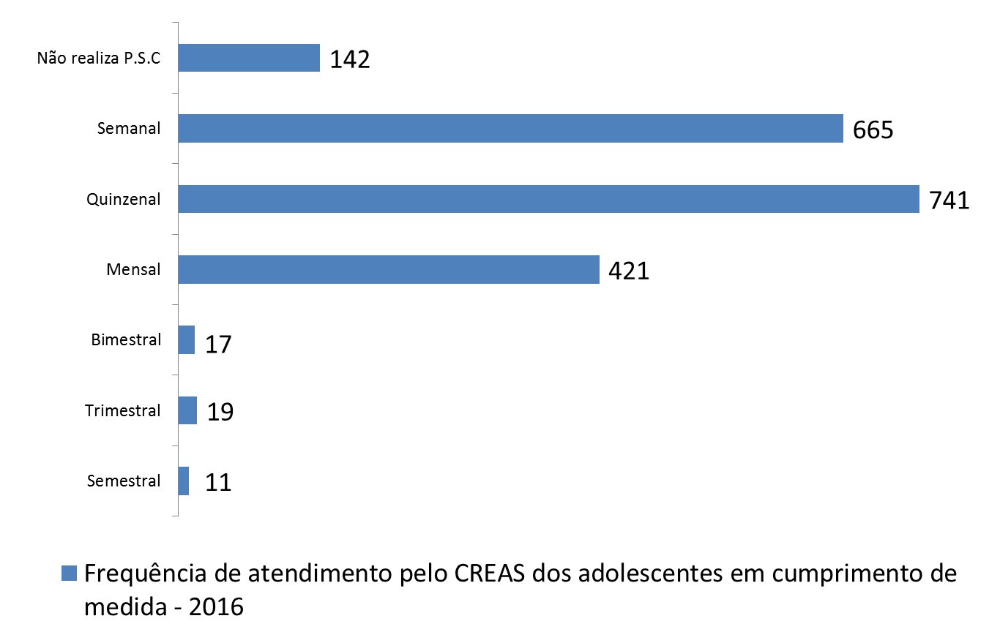 Não realiza P.S.C
142
Semanal
665
Quinzenal
741
Mensal
421
Bimestral
17
Trimestral
19
Semestral
11
Frequência de atendimento pelo CREAS dos adolescentes em cumprimento de
medida - 2016